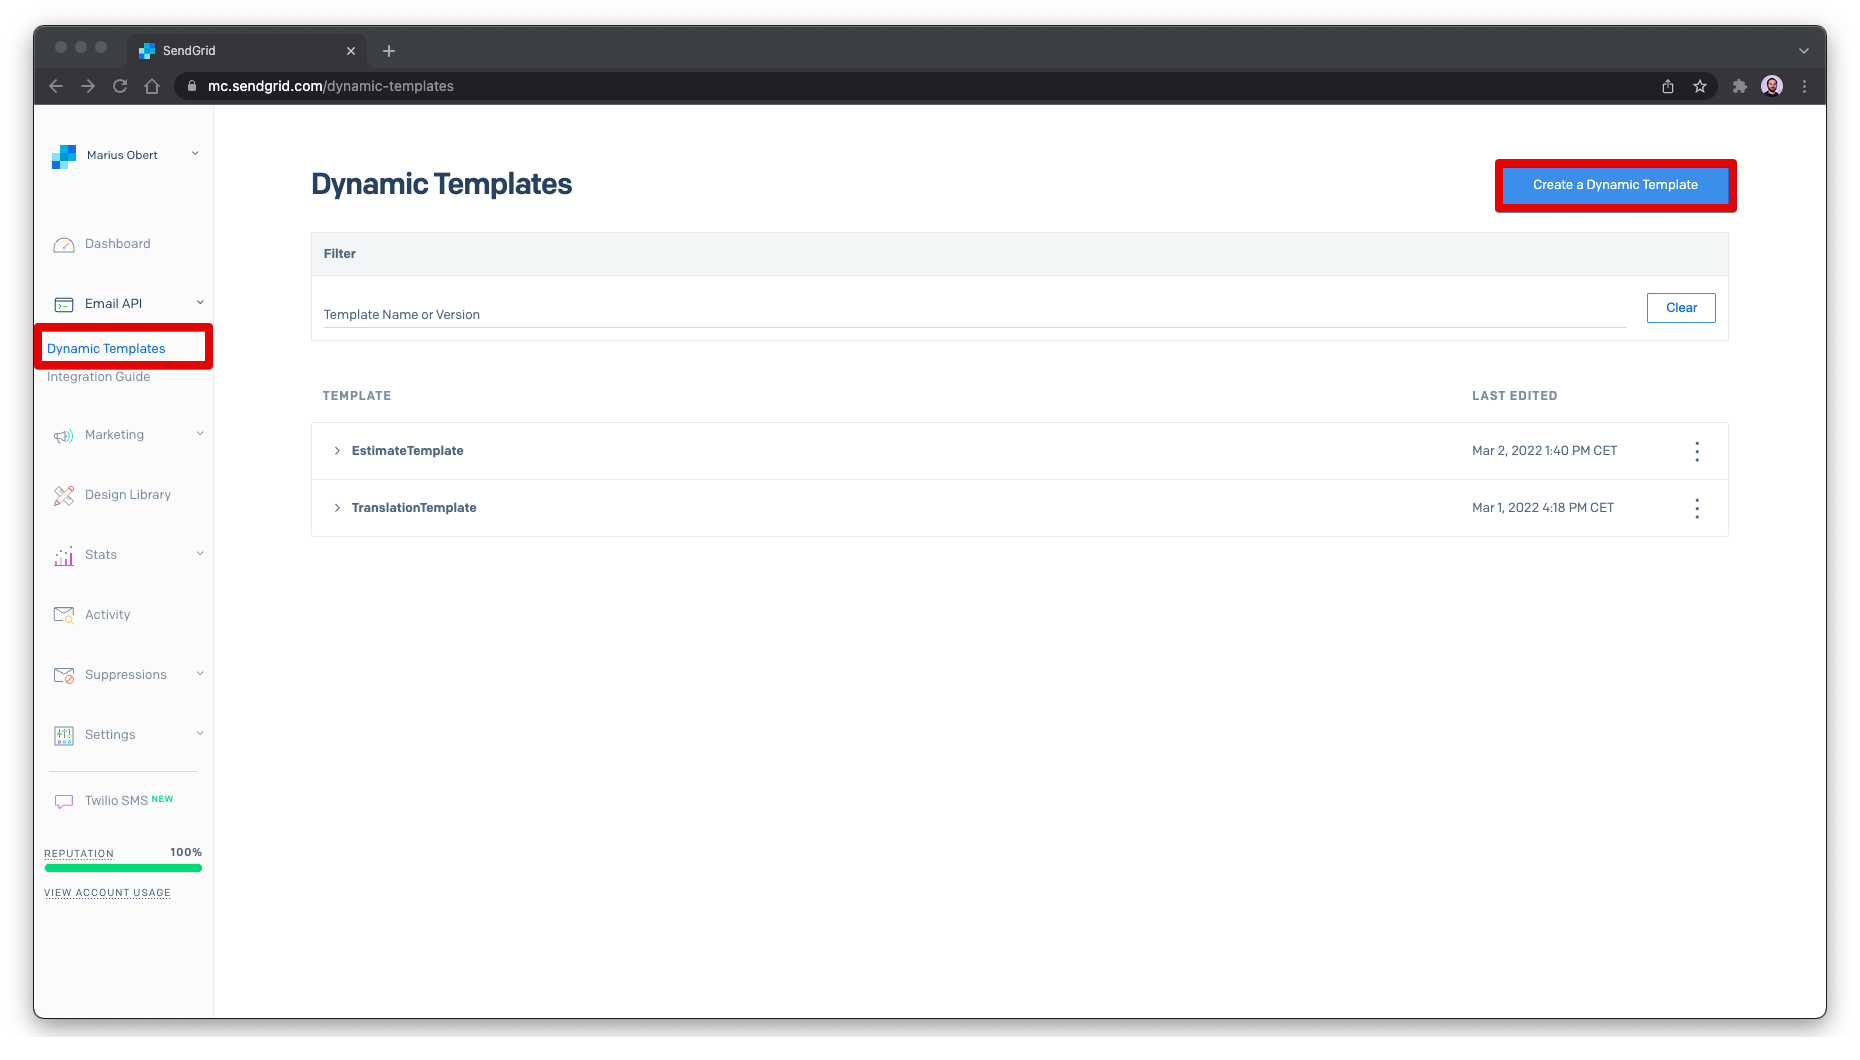 SendGrid
mc.sendgrid.com/dynamic-templates
Marius Obert
Dashboard
Email API
Dynamic Templates
Integration Guide
Marketing
Design Library
Stats
Activity
Suppressions
Settings
Twilio SMS NEW
REPUTATION 100%
VIEW ACCOUNT USAGE
Dynamic Templates
Create a Dynamic Template
Filter
Template Name or Version
Clear
TEMPLATE LAST EDITED
EstimateTemplate Mar 2, 2022 1:40 PM CET
TranslationTemplate Mar 1, 2022 4:18 PM CET